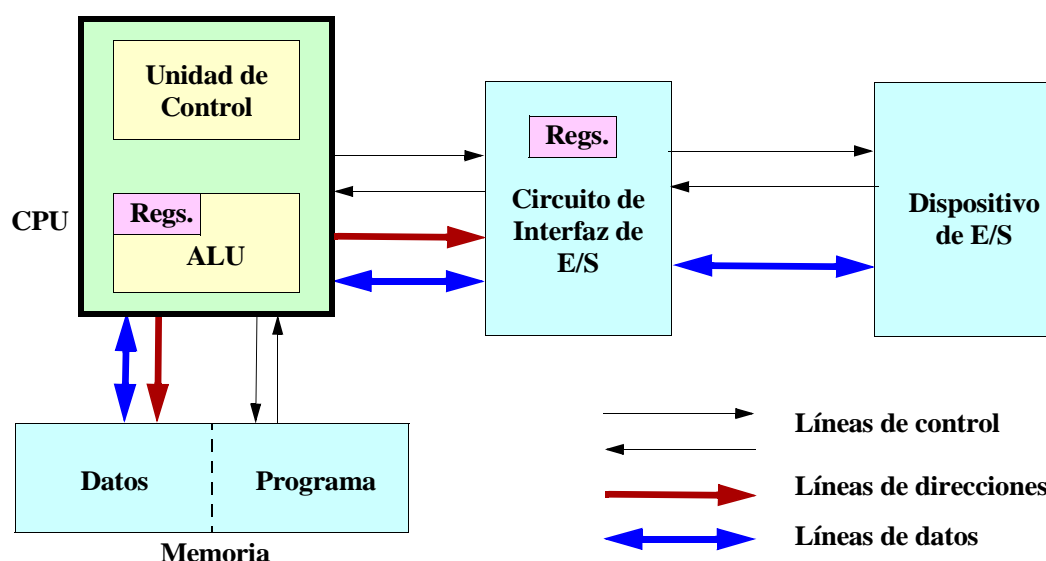 Unidad de
Control
Regs.
ALU
CPU
Regs.
Circuito de
Interfaz de
E/S
Dispositivo
de E/S
Datos
Programa
Memoria
Líneas de control
Líneas de direcciones
Líneas de datos